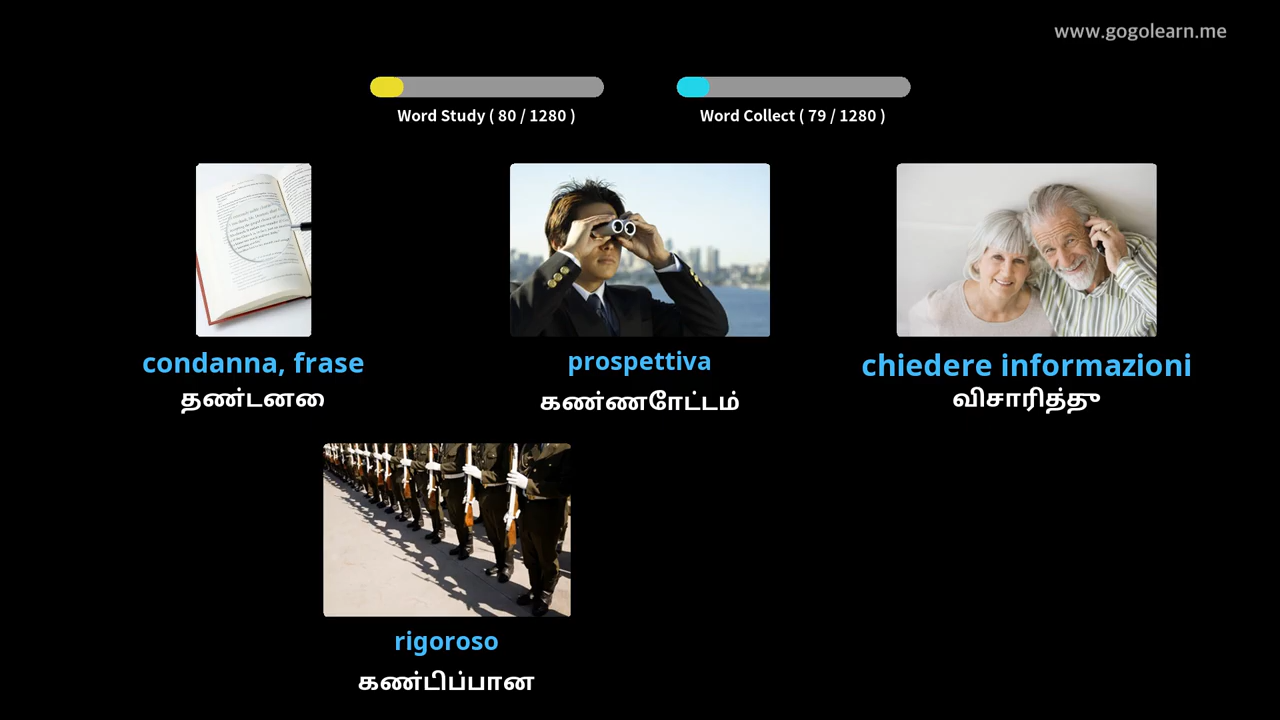 www.gogolearn.me
Word Study ( 80 / 1280 )
Word Collect ( 79 / 1280 )
condanna, frase
prospettiva
chiedere informazioni
தண்டனை
கண்ணோட்டம்
விசாரித்து
rigoroso
கண்டிப்பான